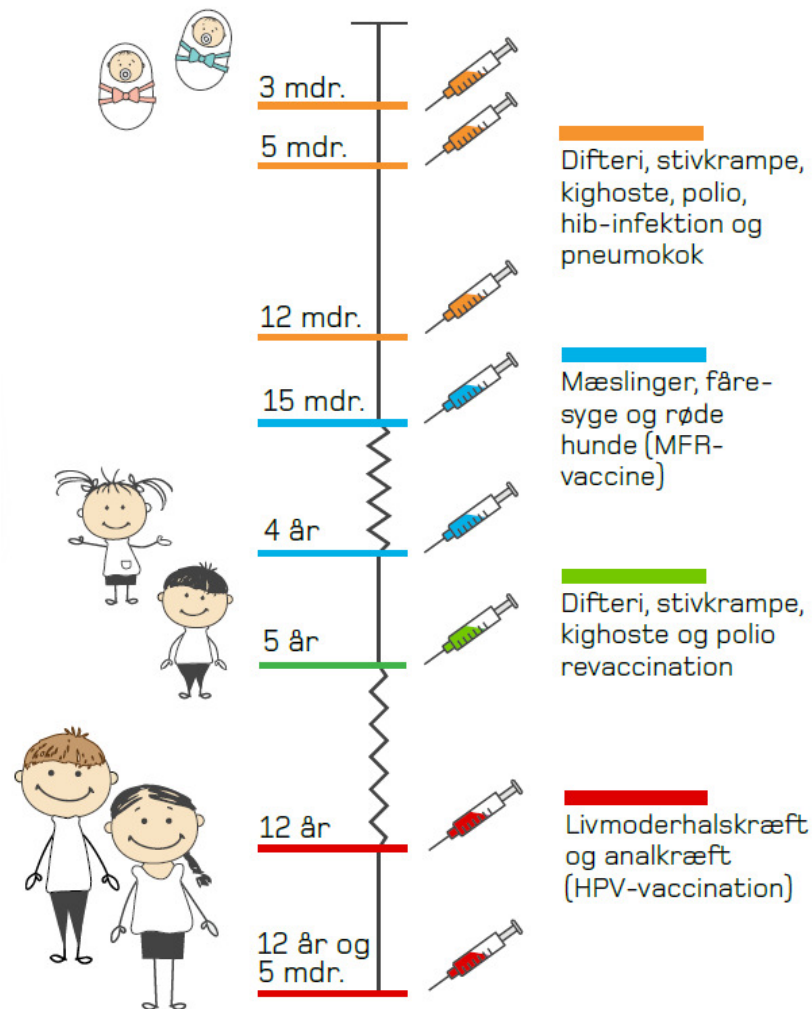 3 mdr.
5 mdr.
Difteri, stivkrampe,
kighoste, polio,
hib-infektion og
pneumokok
12 mdr.
15 mdr.
Mæslinger, fåre-
syge og røde
hunde (MFR-
vaccine)
4 år
5 år
Difteri, stivkrampe,
kighoste og polio
revaccination
12 år
Livmoderhalskræft
og analkræft
(HPV-vaccination)
12 år og
5 mdr.